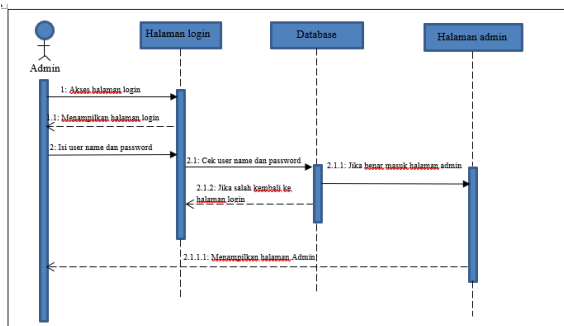 Halaman login
Database
Halaman admin
Admin
1: Akses halaman login
1.1: Menampilkan halaman login
2: Isi user name dan password
2.1: Cek user name dan password
2.1.1: Jika benar masuk halaman admin
2.1.2: Jika salah kembali ke
halaman login
2.1.1.1: Menampilkan halaman Admin